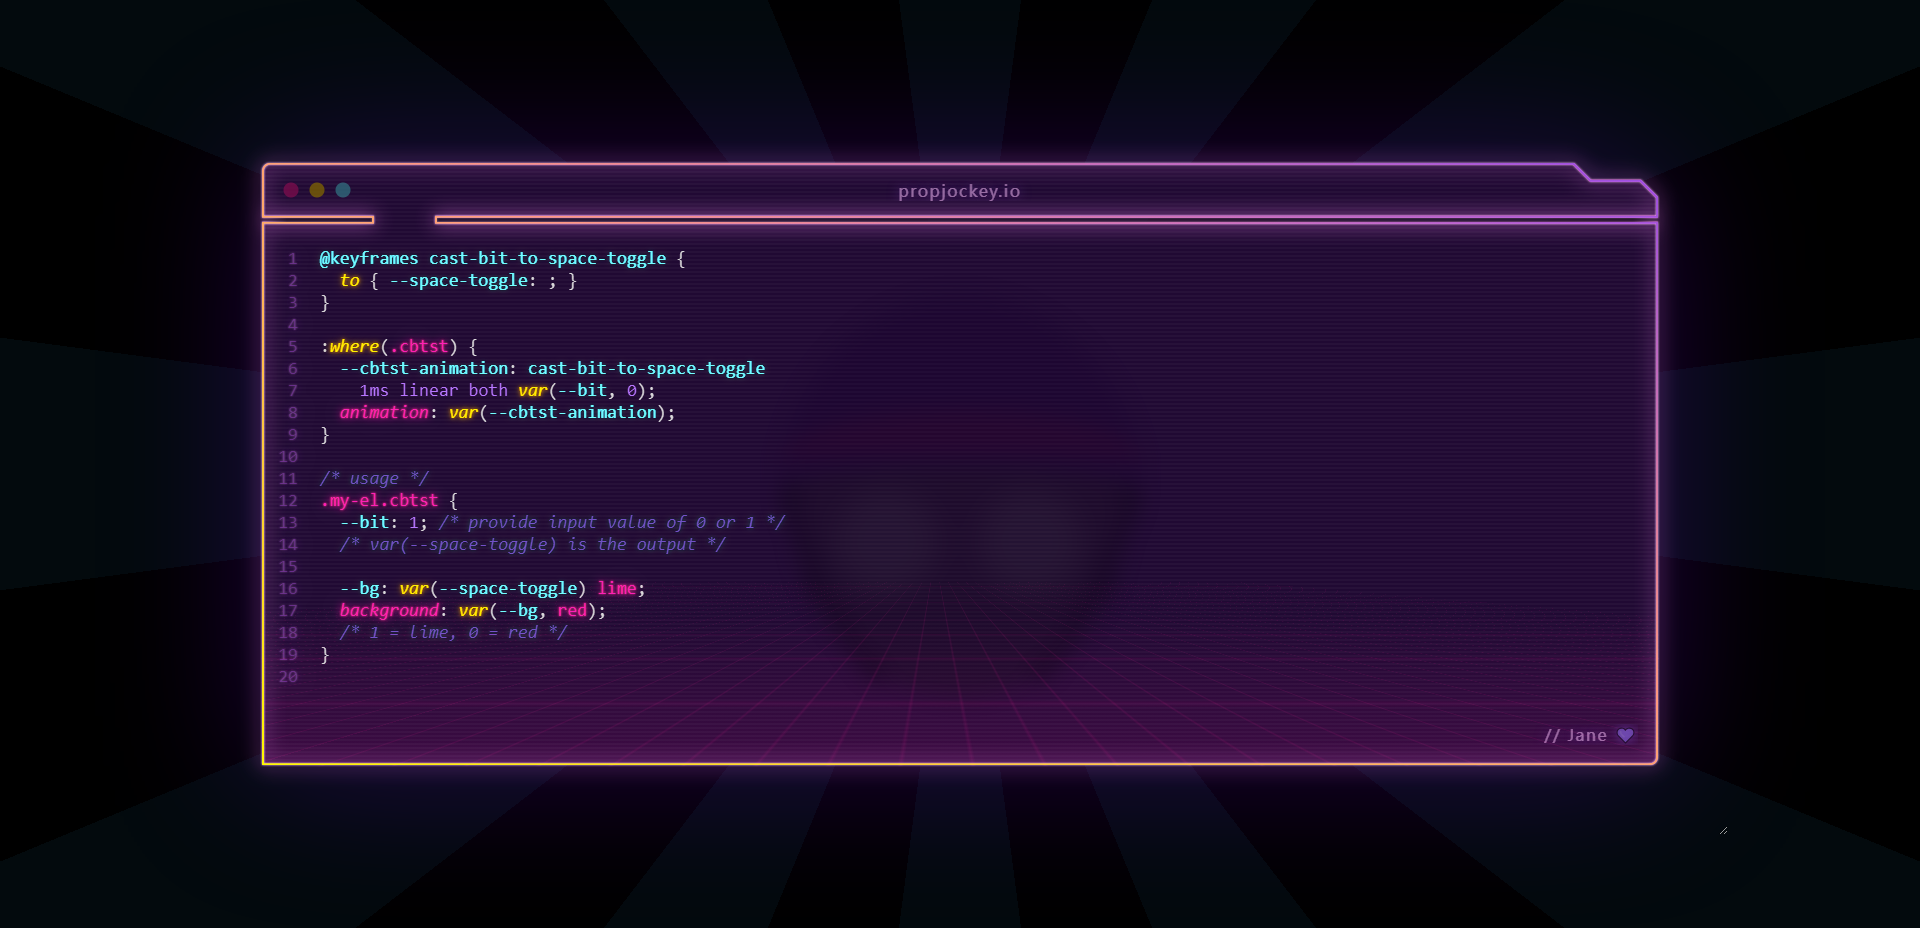 propjockey.io
1 @keyframes cast-bit-to-space-toggle {
2   to { --space-toggle: ; }
3 }
4
5 :where(.cbtst) {
6   --cbtst-animation: cast-bit-to-space-toggle
7     1ms linear both var(--bit, 0);
8   animation: var(--cbtst-animation);
9 }
10
11 /* usage */
12 .my-el.cbtst {
13   --bit: 1; /* provide input value of 0 or 1 */
14   /* var(--space-toggle) is the output */
15
16   --bg: var(--space-toggle) lime;
17   background: var(--bg, red);
18   /* 1 = lime, 0 = red */
19 }
20
// Jane 💜